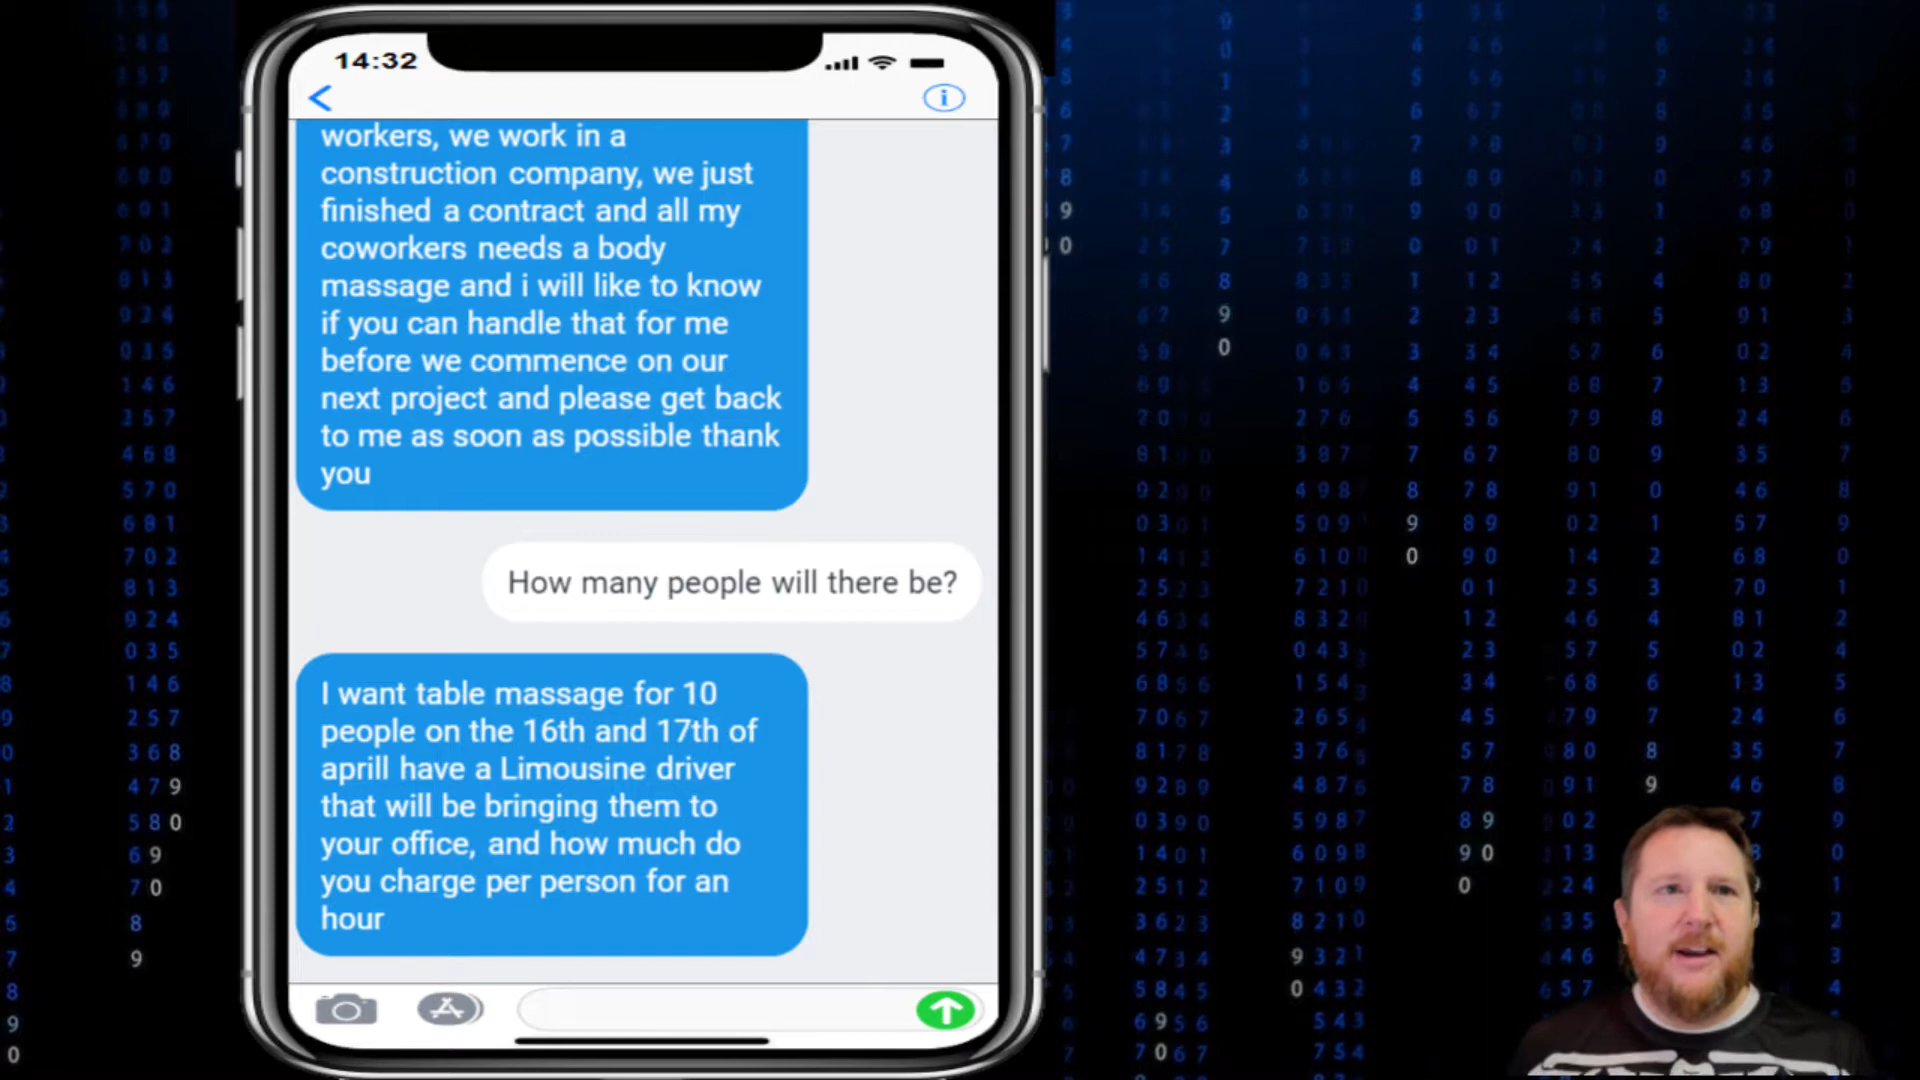 14:32
workers, we work in a
construction company, we just
finished a contract and all my
coworkers needs a body
massage and i will like to know
if you can handle that for me
before we commence on our
next project and please get back
to me as soon as possible thank
you
How many people will there be?
I want table massage for 10
people on the 16th and 17th of
aprill have a Limousine driver
that will be bringing them to
your office, and how much do
you charge per person for an
hour